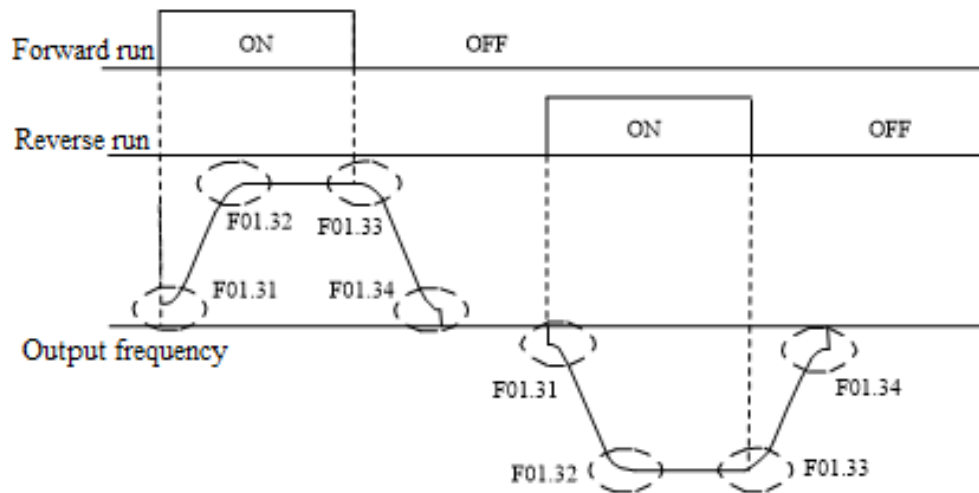 Forward run
ON
OFF
Reverse run
ON
OFF
F01.32
F01.33
F01.31
F01.34
Output frequency
F01.31
F01.34
F01.32
F01.33